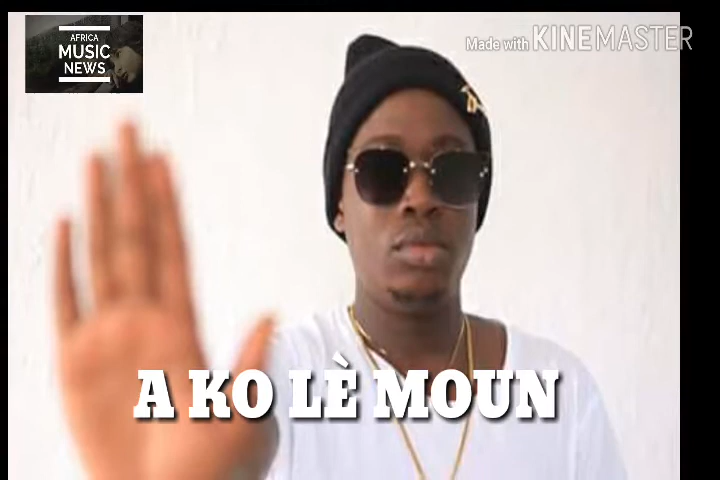 AFRICA
MUSIC
NEWS
Made with KINEMASTER
A KO LÈ MOUN